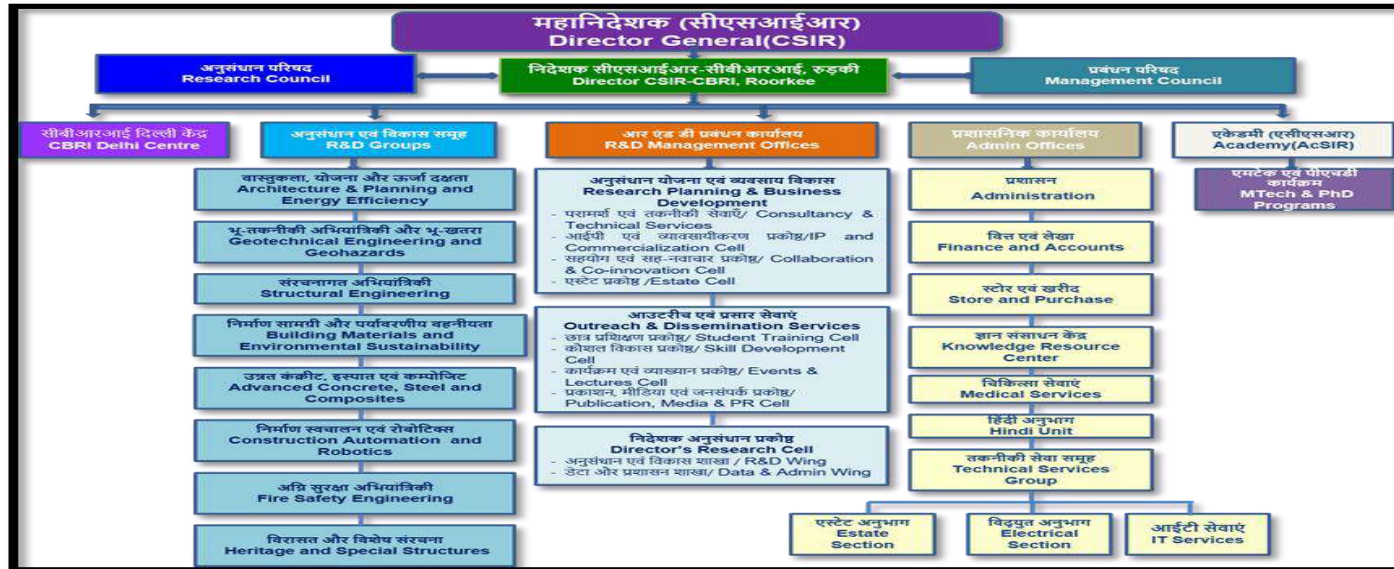 महानिदेशक (सीएसआईआर)
Director General(CSIR)
अनुसंधान परिषद
Research Council
निदेशक सीएसआईआर-सीबीआरआई, रुड़की
Director CSIR-CBRI, Roorkee
प्रबंधन परिषद
Management Council
सीबीआरआई दिल्ली केंद्र
CBRI Delhi Centre
अनुसंधान एवं विकास समूह
R&D Groups
आर एंड डी प्रबंधन कार्यालय
R&D Management Offices
प्रशासनिक कार्यालय
Admin Offices
एकेडमी (एसीएसआर)
Academy(AcSIR)
वास्तुकला, योजना और ऊर्जा दक्षता
Architecture & Planning and
Energy Efficiency
भू-तकनीकी अभियांत्रिकी और भू-खतरा
Geotechnical Engineering and
Geohazards
संरचनागत अभियांत्रिकी
Structural Engineering
निर्माण सामग्री और पर्यावरणीय वहनीयता
Building Materials and
Environmental Sustainability
उन्नत कंक्रीट, इस्पात एवं कम्पोजिट
Advanced Concrete, Steel and
Composites
निर्माण स्वचालन एवं रोबोटिक्स
Construction Automation and
Robotics
अग्नि सुरक्षा अभियांत्रिकी
Fire Safety Engineering
विरासत और विशेष संरचना
Heritage and Special Structures
अनुसंधान योजना एवं व्यवसाय विकास
Research Planning & Business
Development
- परामर्श एवं तकनीकी सेवाएँ/ Consultancy &
Technical Services
- आईपी एवं व्यावसायीकरण प्रकोष्ठ/IP and
Commercialization Cell
- सहयोग एवं सह-नवाचार प्रकोष्ठ/ Collaboration
& Co-innovation Cell
- एस्टेट प्रकोष्ठ /Estate Cell
आउटरीच एवं प्रसार सेवाएं
Outreach & Dissemination Services
- छात्र प्रशिक्षण प्रकोष्ठ/ Student Training Cell
- कौशल विकास प्रकोष्ठ/ Skill Development
Cell
- कार्यक्रम एवं व्याख्यान प्रकोष्ठ/ Events &
Lectures Cell
- प्रकाशन, मीडिया एवं जनसंपर्क प्रकोष्ठ/
Publication, Media & PR Cell
निदेशक अनुसंधान प्रकोष्ठ
Director's Research Cell
- अनुसंधान एवं विकास शाखा / R&D Wing
- डेटा और प्रशासन शाखा/ Data & Admin Wing
प्रशासन
Administration
वित्त एवं लेखा
Finance and Accounts
स्टोर एवं खरीद
Store and Purchase
ज्ञान संसाधन केंद्र
Knowledge Resource
Center
चिकित्सा सेवाएं
Medical Services
हिंदी अनुभाग
Hindi Unit
तकनीकी सेवा समूह
Technical Services
Group
एस्टेट अनुभाग
Estate
Section
विद्युत अनुभाग
Electrical
Section
आईटी सेवाएं
IT Services
एमटेक एवं पीएचडी
कार्यक्रम
MTech & PhD
Programs